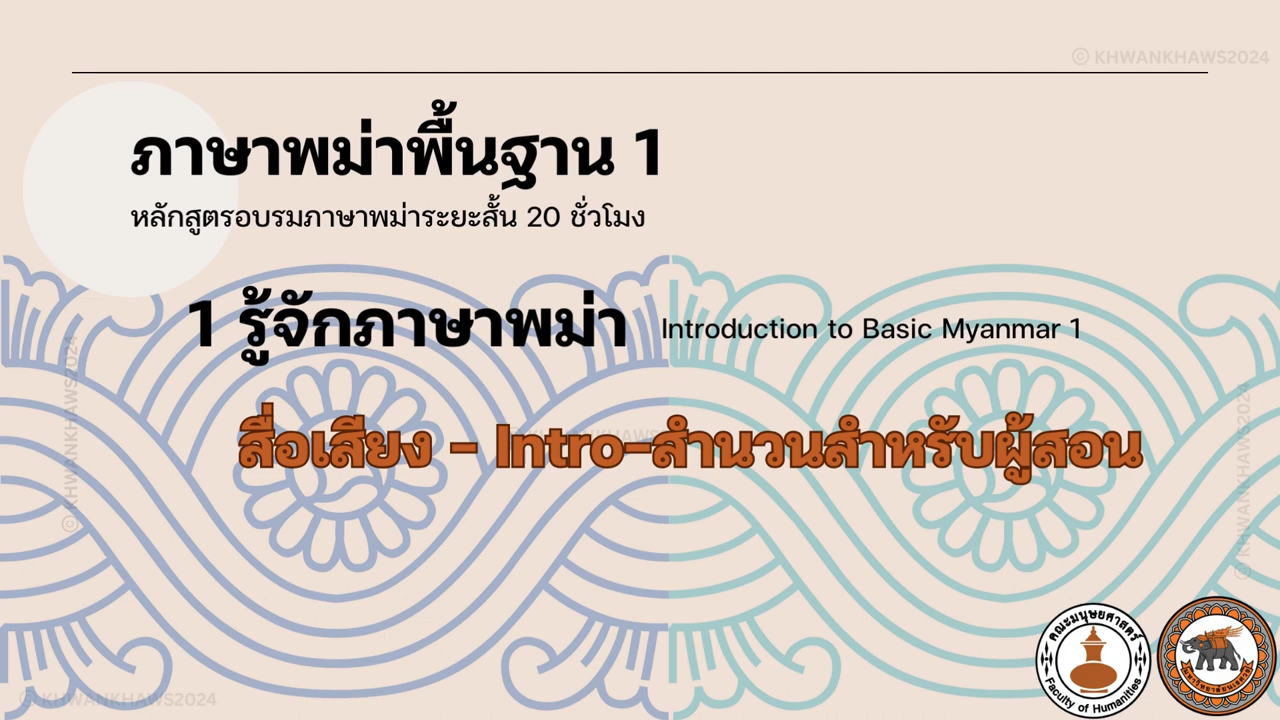 © KHWANKHAWS2024
ภาษาพม่าพื้นฐาน 1
หลักสูตรอบรมภาษาพม่าระยะสั้น 20 ชั่วโมง
1 รู้จักภาษาพม่า Introduction to Basic Myanmar 1
สื่อเสียง - Intro-สำนวนสำหรับผู้สอน
© KHWANKHAWS2024
© KHWANKHAWS2024
คณะมนุษยศาสตร์
Faculty of Humanities
© KHWANKHAWS2024